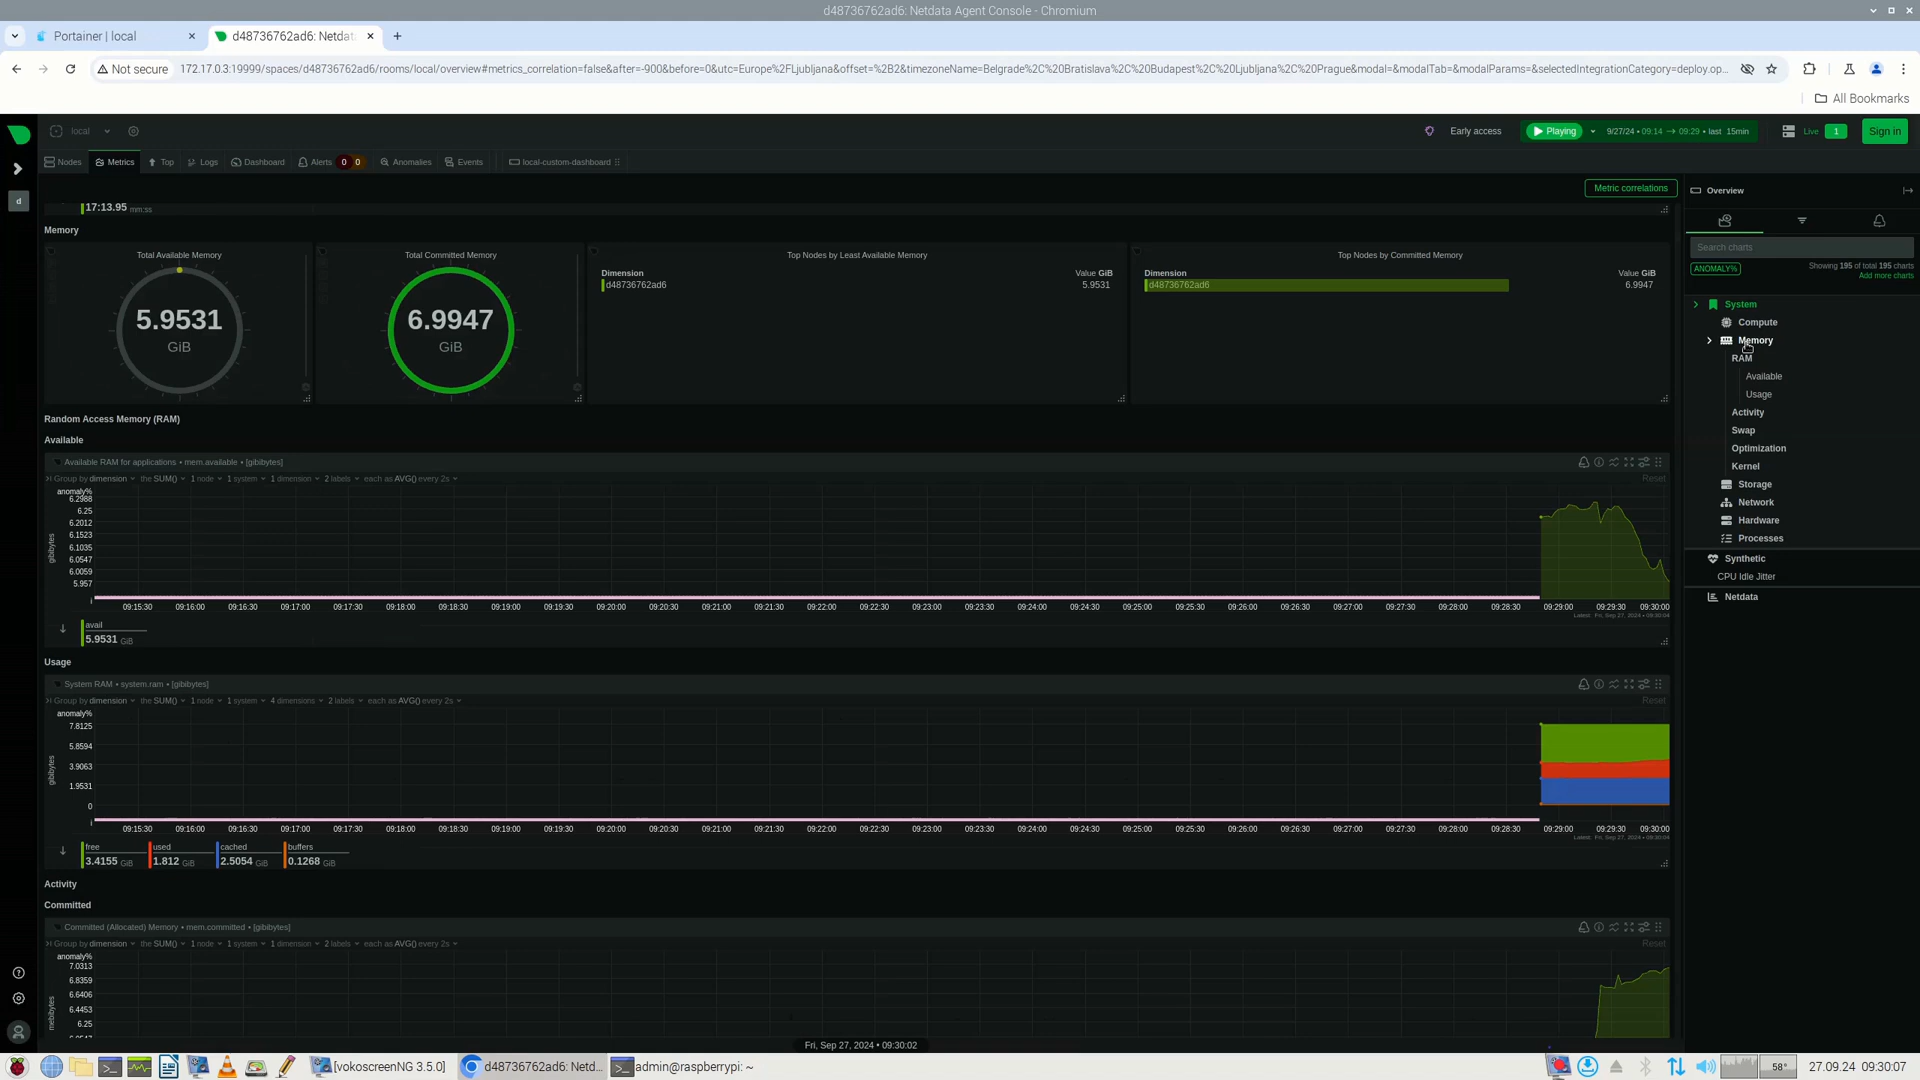 d48736762ad6: Netdata Agent Console - Chromium
Portainer | local
d48736762ad6: Netdat
Not secure
172.17.0.3:19999/spaces/d48736762ad6/rooms/local/overview#metrics_correlation=false&after=-900&before=0&utc=Europe%2FLjubljana&offset=%2B2&timezoneName=Belgrade%2C%20Bratislava%2C%20Budapest%2C%20Ljubljana%2C%20Prague&modal=&modalTab=&modalParams=&selectedIntegrationCategory=deploy.op...
All Bookmarks
local
Early access
Playing
9/27/24 • 09:14 → 09:29 • last 15min
Live
1
Sign in
Nodes
Metrics
Top
Logs
Dashboard
Alerts
0
0
Anomalies
Events
local-custom-dashboard
d
Metric correlations
Overview
17:13.95 mm:ss
Memory
Total Available Memory
5.9531
GiB
Total Committed Memory
6.9947
GiB
Top Nodes by Least Available Memory
Dimension
Value GiB
d48736762ad6
5.9531
Top Nodes by Committed Memory
Dimension
Value GiB
d48736762ad6
6.9947
Random Access Memory (RAM)
Available
Available RAM for applications • mem.available • [gibibytes]
Group by dimension the SUM() 1 node 1 system 1 dimension 2 labels each as AVG() every 2s
Reset
anomaly%
6.2988
6.25
6.2012
6.1523
6.1035
6.0547
6.0059
5.957
gibibytes
09:15:30 09:16:00 09:16:30 09:17:00 09:17:30 09:18:00 09:18:30 09:19:00 09:19:30 09:20:00 09:20:30 09:21:00 09:21:30 09:22:00 09:22:30 09:23:00 09:23:30 09:24:00 09:24:30 09:25:00 09:25:30 09:26:00 09:26:30 09:27:00 09:27:30 09:28:00 09:28:30 09:29:00 09:29:30 09:30:00
Latest: Fri, Sep 27, 2024 • 09:30:04
avail
5.9531 GiB
Usage
System RAM • system.ram • [gibibytes]
Group by dimension the SUM() 1 node 1 system 4 dimensions 2 labels each as AVG() every 2s
Reset
anomaly%
7.8125
5.8594
3.9063
1.9531
0
gibibytes
09:15:30 09:16:00 09:16:30 09:17:00 09:17:30 09:18:00 09:18:30 09:19:00 09:19:30 09:20:00 09:20:30 09:21:00 09:21:30 09:22:00 09:22:30 09:23:00 09:23:30 09:24:00 09:24:30 09:25:00 09:25:30 09:26:00 09:26:30 09:27:00 09:27:30 09:28:00 09:28:30 09:29:00 09:29:30 09:30:00
Latest: Fri, Sep 27, 2024 • 09:30:04
free used cached buffers
3.4155 GiB 1.812 GiB 2.5054 GiB 0.1268 GiB
Activity
Committed
Committed (Allocated) Memory • mem.committed • [gibibytes]
Group by dimension the SUM() 1 node 1 system 1 dimension 2 labels each as AVG() every 2s
Reset
anomaly%
7.0313
6.8359
6.6406
6.4453
6.25
mebibytes
Fri, Sep 27, 2024 • 09:30:02
Search charts
ANOMALY%
Showing 195 of total 195 charts
Add more charts
System
Compute
Memory
RAM
Available
Usage
Activity
Swap
Optimization
Kernel
Storage
Network
Hardware
Processes
Synthetic
CPU Idle Jitter
Netdata
[vokoscreenNG 3.5.0]
d48736762ad6: Netd...
admin@raspberrypi: ~
58°
27.09.24 09:30:07